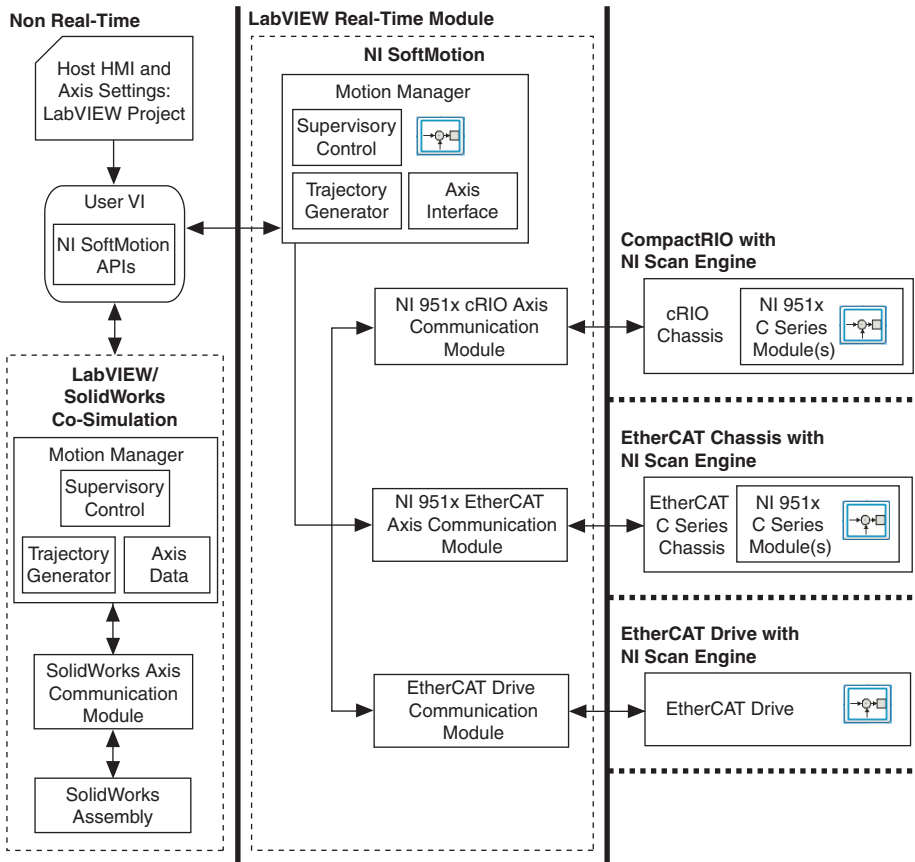 Non Real-Time
Host HMI and
Axis Settings:
LabVIEW Project
User VI
NI SoftMotion
APIs
LabVIEW/
SolidWorks
Co-Simulation
Motion Manager
Supervisory
Control
Trajectory
Generator
Axis
Data
SolidWorks Axis
Communication
Module
SolidWorks
Assembly
LabVIEW Real-Time Module
NI SoftMotion
Motion Manager
Supervisory
Control
Trajectory
Generator
Axis
Interface
NI 951x cRIO Axis
Communication
Module
NI 951x EtherCAT
Axis Communication
Module
EtherCAT Drive
Communication
Module
CompactRIO with
NI Scan Engine
cRIO
Chassis
NI 951x
C Series
Module(s)
EtherCAT Chassis with
NI Scan Engine
EtherCAT
C Series
Chassis
NI 951x
C Series
Module(s)
EtherCAT Drive with
NI Scan Engine
EtherCAT Drive